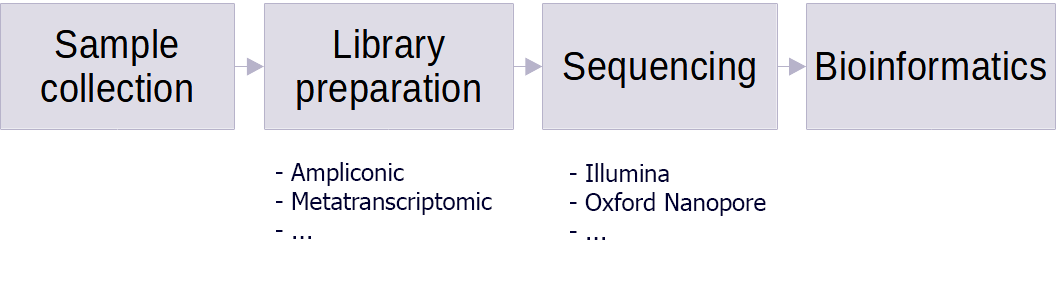 Sample
collection
Library
preparation
Sequencing
Bioinformatics
- Ampliconic
- Metatranscriptomic
- ...
- Illumina
- Oxford Nanopore
- ...